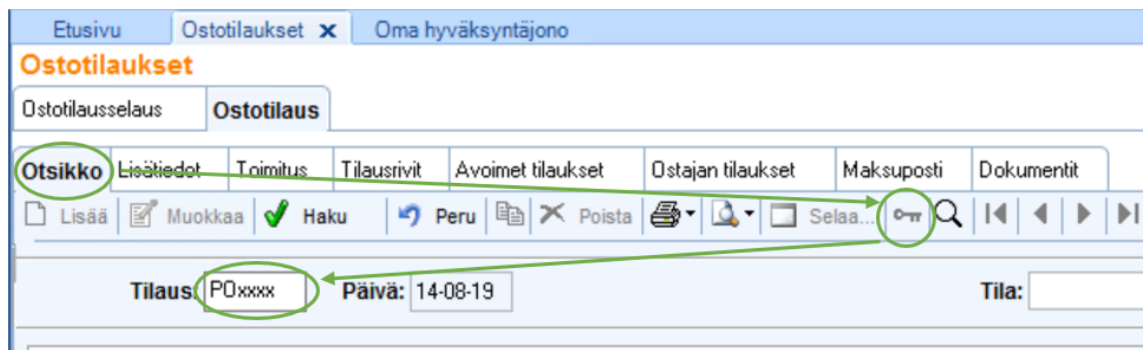 Etusivu Ostotilaukset Oma hyväksyntäjono
Ostotilaukset
Ostotilausselaus Ostotilaus
Otsikko Lisätiedot Toimitus Tilausrivit Avoimet tilaukset Ostajan tilaukset Maksuposti Dokumentit
Lisää Muokkaa Haku Peru Poista Selaa...
Tilaus: POxxxx Päivä: 14-08-19 Tila: